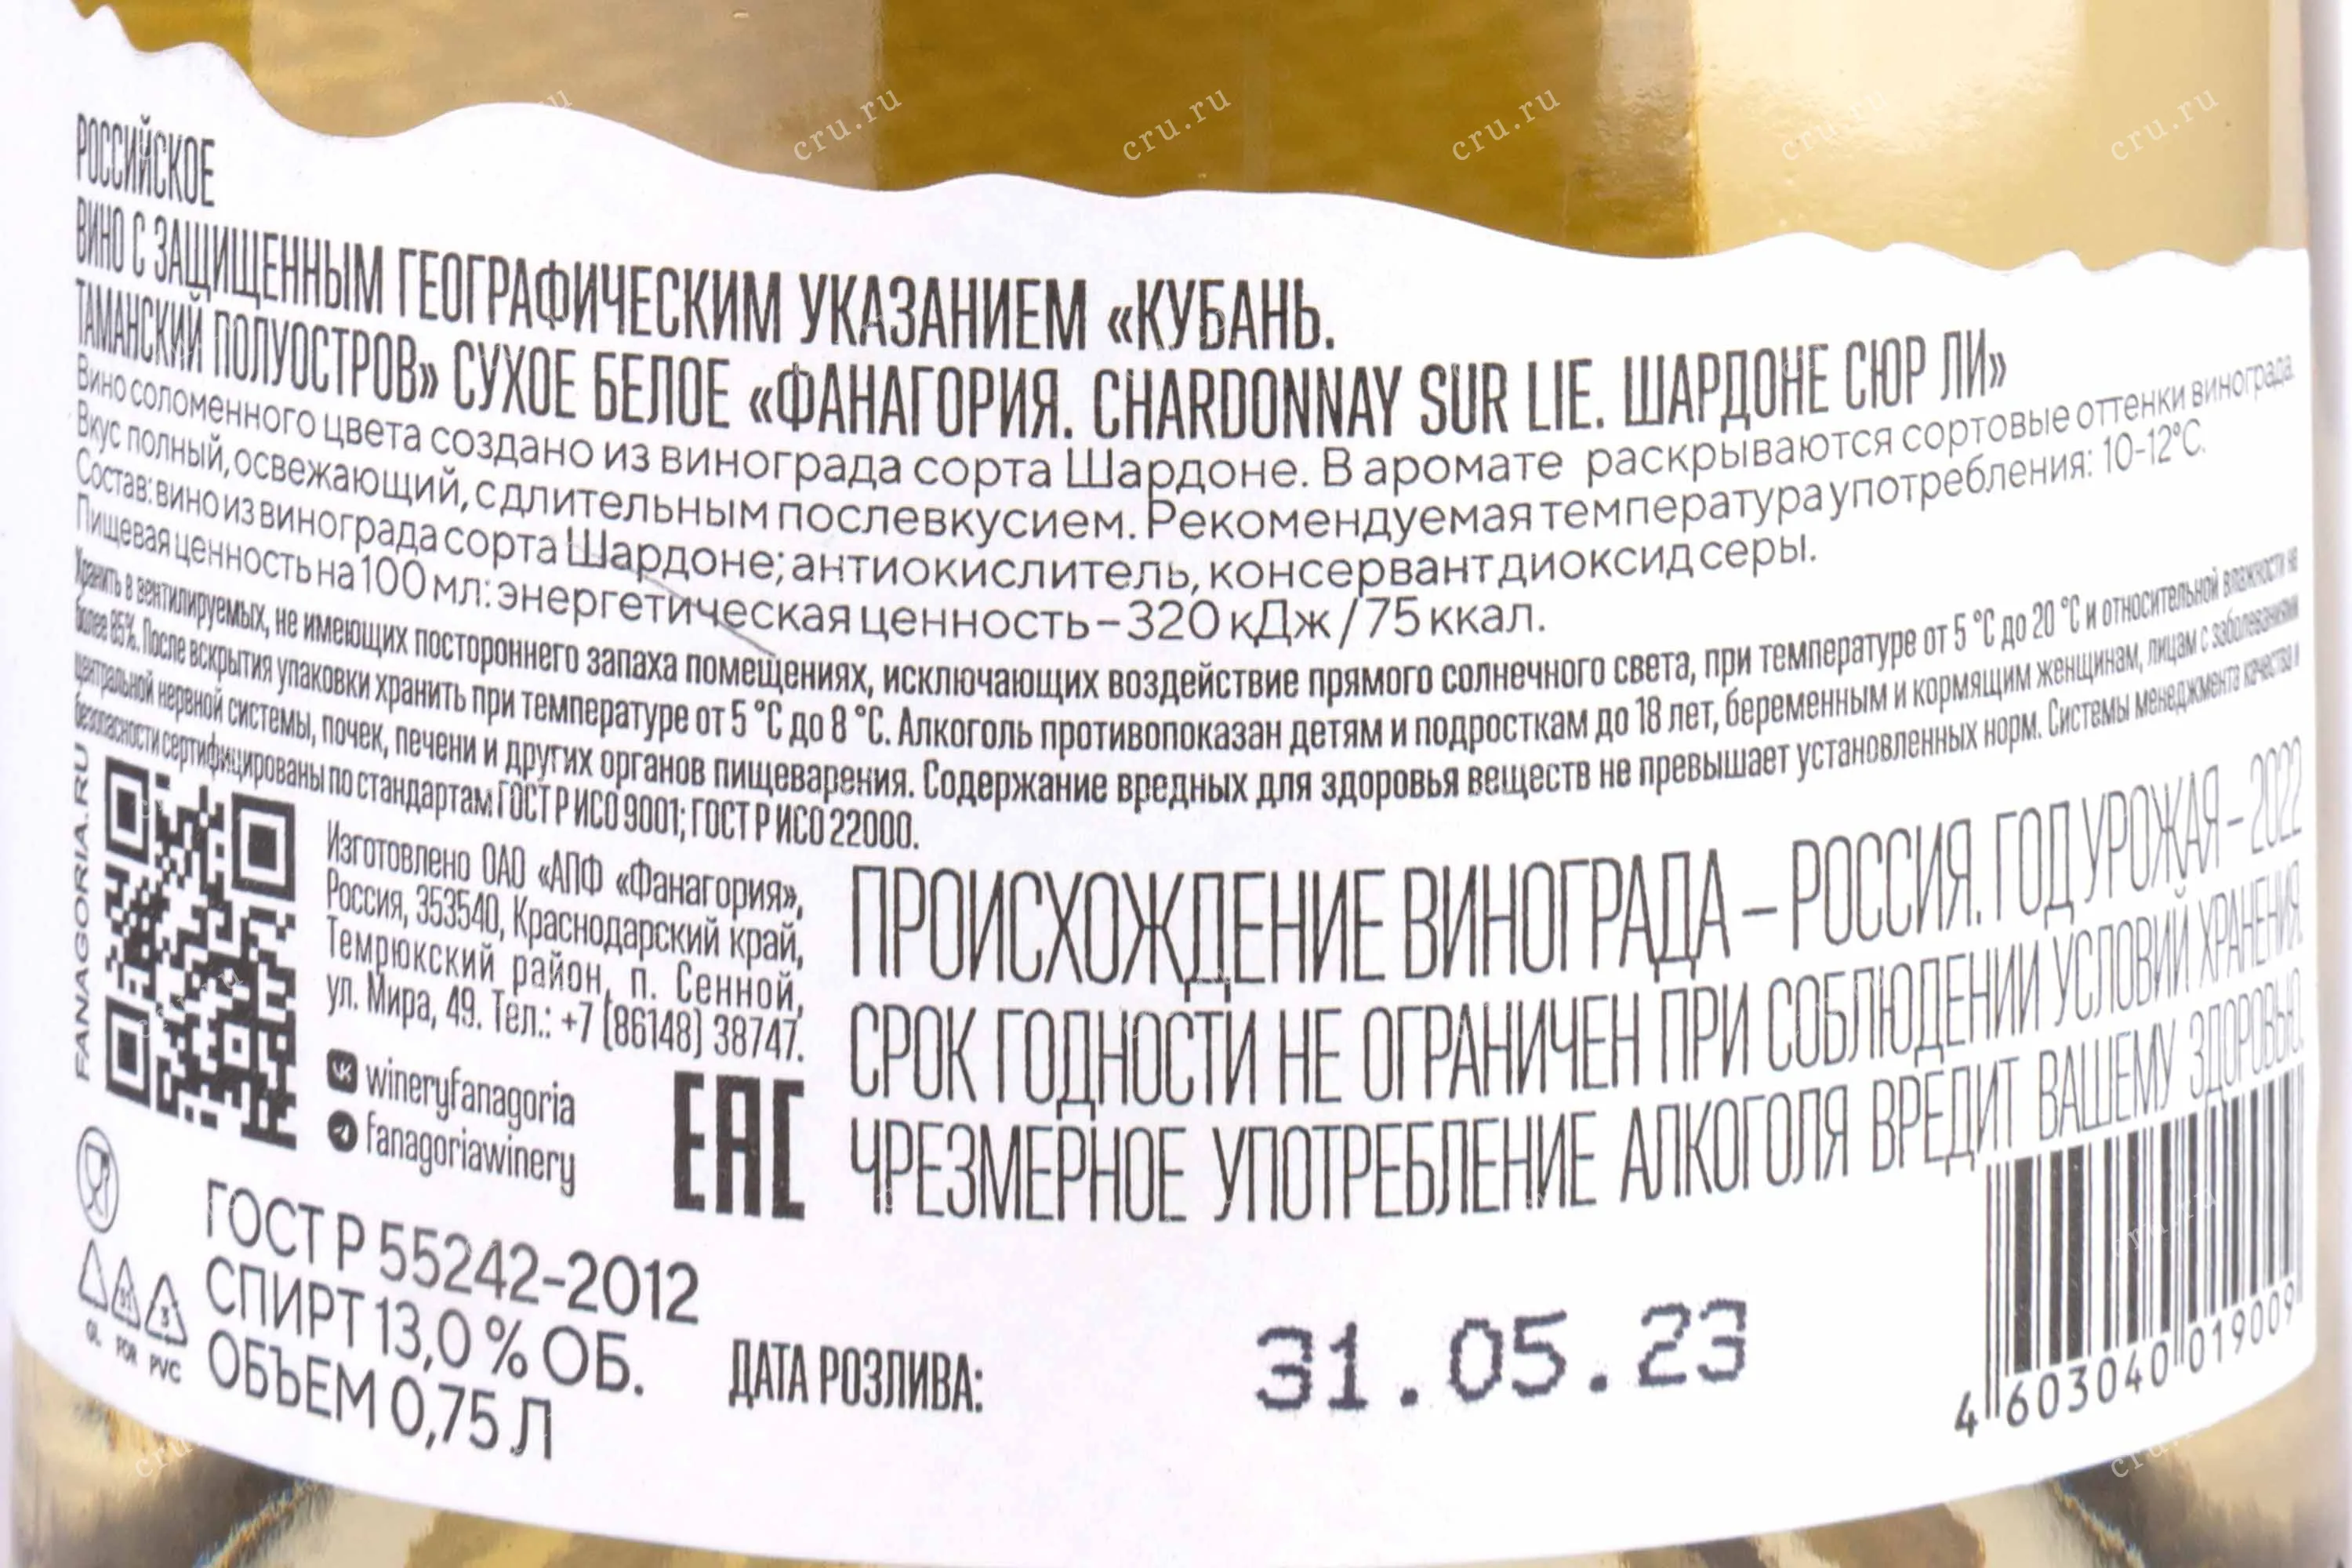 РОССИЙСКОЕ
ВИНО С ЗАЩИЩЕННЫМ ГЕОГРАФИЧЕСКИМ УКАЗАНИЕМ «КУБАНЬ.
ТАМАНСКИЙ ПОЛУОСТРОВ» СУХОЕ БЕЛОЕ «ФАНАГОРИЯ. CHARDONNAY SUR LIE. ШАРДОНЕ СЮР ЛИ»
Вино соломенного цвета создано из винограда сорта Шардоне. В аромате раскрываются сортовые оттенки винограда.
Вкус полный, освежающий, с длительным послевкусием. Рекомендуемая температура употребления: 10-12°С.
Состав: вино из винограда сорта Шардоне; антиокислитель, консервант диоксид серы.
Пищевая ценность на 100 мл: энергетическая ценность – 320 кДж / 75 ккал.
Хранить в вентилируемых, не имеющих постороннего запаха помещениях, исключающих воздействие прямого солнечного света, при температуре от 5 °С до 20 °С и относительной влажности не
более 85%. После вскрытия упаковки хранить при температуре от 5 °С до 8 °С. Алкоголь противопоказан детям и подросткам до 18 лет, беременным и кормящим женщинам, лицам с заболеваниями
центральной нервной системы, почек, печени и других органов пищеварения. Содержание вредных для здоровья веществ не превышает установленных норм. Системы менеджмента качества и
безопасности сертифицированы по стандартам ГОСТ Р ИСО 9001; ГОСТ Р ИСО 22000.
FANAGORIA.RU
Изготовлено ОАО «АПФ «Фанагория»,
Россия, 353540, Краснодарский край,
Темрюкский район, п. Сенной,
ул. Мира, 49. Тел.: +7 (86148) 38747.
wineryfanagoria
fanagoriawinery
EAC
ПРОИСХОЖДЕНИЕ ВИНОГРАДА – РОССИЯ. ГОД УРОЖАЯ – 2022
СРОК ГОДНОСТИ НЕ ОГРАНИЧЕН ПРИ СОБЛЮДЕНИИ УСЛОВИЙ ХРАНЕНИЯ.
ЧРЕЗМЕРНОЕ УПОТРЕБЛЕНИЕ АЛКОГОЛЯ ВРЕДИТ ВАШЕМУ ЗДОРОВЬЮ.
ГОСТ Р 55242-2012
СПИРТ 13,0 % ОБ.
ОБЪЕМ 0,75 Л
GL FOR PVC
ДАТА РОЗЛИВА:
31.05.23
4 603040 019009
cru.ru cru.ru cru.ru cru.ru cru.ru